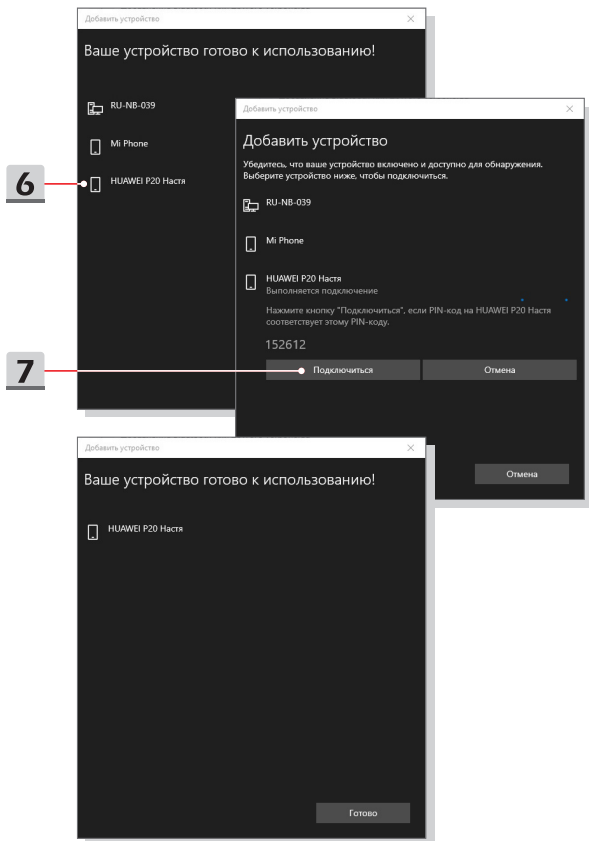 Добавить устройство
Ваше устройство готово к использованию!
RU-NB-039
Mi Phone
6
HUAWEI P20 Настя
Добавить устройство
Добавить устройство
Убедитесь, что ваше устройство включено и доступно для обнаружения.
Выберите устройство ниже, чтобы подключиться.
RU-NB-039
Mi Phone
HUAWEI P20 Настя
Выполняется подключение
Нажмите кнопку "Подключиться", если PIN-код на HUAWEI P20 Настя
соответствует этому PIN-коду.
152612
7
Подключиться
Отмена
Отмена
Добавить устройство
Ваше устройство готово к использованию!
HUAWEI P20 Настя
Готово